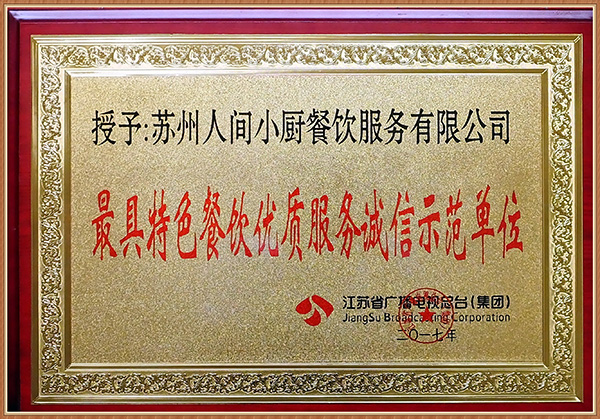 授予:苏州人间小厨餐饮服务有限公司
最具特色餐饮优质服务诚信示范单位
江苏省广播电视总台(集团)
JiangSu Broadcasting Corporation
二〇一七年